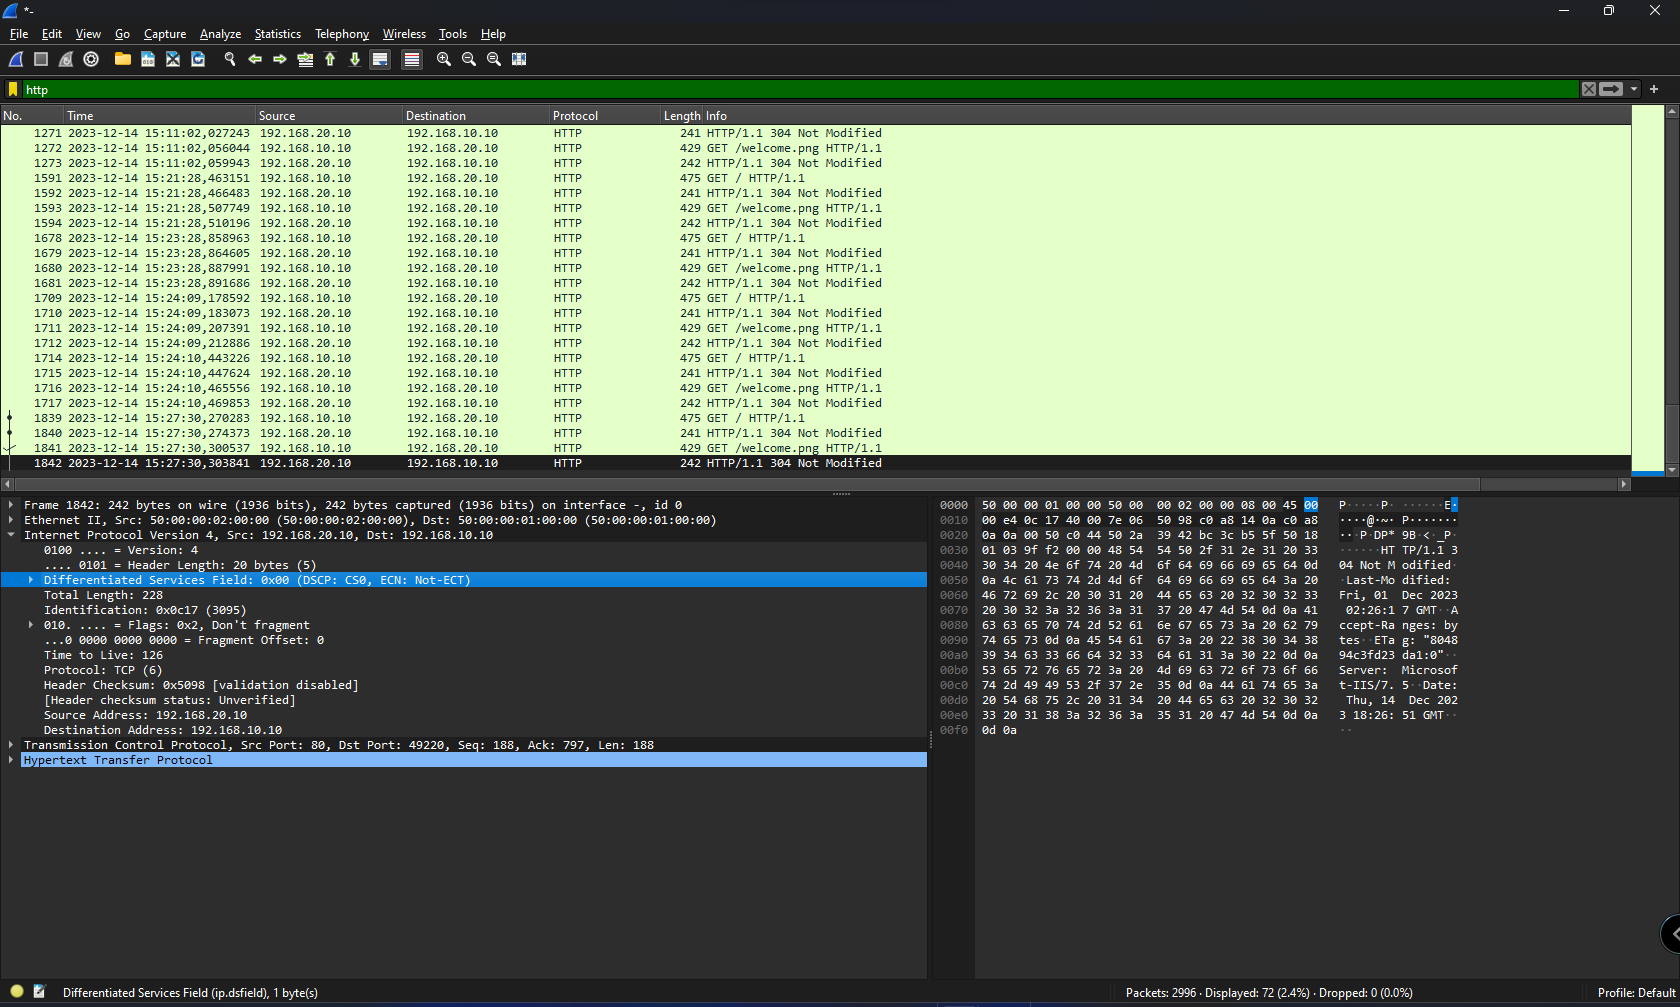 *-
File Edit View Go Capture Analyze Statistics Telephony Wireless Tools Help
http
No. Time Source Destination Protocol Length Info
1271 2023-12-14 15:11:02,027243 192.168.20.10 192.168.10.10 HTTP 241 HTTP/1.1 304 Not Modified
1272 2023-12-14 15:11:02,056044 192.168.10.10 192.168.20.10 HTTP 429 GET /welcome.png HTTP/1.1
1273 2023-12-14 15:11:02,059943 192.168.20.10 192.168.10.10 HTTP 242 HTTP/1.1 304 Not Modified
1591 2023-12-14 15:21:28,463151 192.168.10.10 192.168.20.10 HTTP 475 GET / HTTP/1.1
1592 2023-12-14 15:21:28,466483 192.168.20.10 192.168.10.10 HTTP 241 HTTP/1.1 304 Not Modified
1593 2023-12-14 15:21:28,507749 192.168.10.10 192.168.20.10 HTTP 429 GET /welcome.png HTTP/1.1
1594 2023-12-14 15:21:28,510196 192.168.20.10 192.168.10.10 HTTP 242 HTTP/1.1 304 Not Modified
1678 2023-12-14 15:23:28,858963 192.168.10.10 192.168.20.10 HTTP 475 GET / HTTP/1.1
1679 2023-12-14 15:23:28,864605 192.168.20.10 192.168.10.10 HTTP 241 HTTP/1.1 304 Not Modified
1680 2023-12-14 15:23:28,887991 192.168.10.10 192.168.20.10 HTTP 429 GET /welcome.png HTTP/1.1
1681 2023-12-14 15:23:28,891686 192.168.20.10 192.168.10.10 HTTP 242 HTTP/1.1 304 Not Modified
1709 2023-12-14 15:24:09,178592 192.168.10.10 192.168.20.10 HTTP 475 GET / HTTP/1.1
1710 2023-12-14 15:24:09,183073 192.168.20.10 192.168.10.10 HTTP 241 HTTP/1.1 304 Not Modified
1711 2023-12-14 15:24:09,207391 192.168.10.10 192.168.20.10 HTTP 429 GET /welcome.png HTTP/1.1
1712 2023-12-14 15:24:09,212886 192.168.20.10 192.168.10.10 HTTP 242 HTTP/1.1 304 Not Modified
1714 2023-12-14 15:24:10,443226 192.168.10.10 192.168.20.10 HTTP 475 GET / HTTP/1.1
1715 2023-12-14 15:24:10,447624 192.168.20.10 192.168.10.10 HTTP 241 HTTP/1.1 304 Not Modified
1716 2023-12-14 15:24:10,465556 192.168.10.10 192.168.20.10 HTTP 429 GET /welcome.png HTTP/1.1
1717 2023-12-14 15:24:10,469853 192.168.20.10 192.168.10.10 HTTP 242 HTTP/1.1 304 Not Modified
1839 2023-12-14 15:27:30,270283 192.168.10.10 192.168.20.10 HTTP 475 GET / HTTP/1.1
1840 2023-12-14 15:27:30,274373 192.168.20.10 192.168.10.10 HTTP 241 HTTP/1.1 304 Not Modified
1841 2023-12-14 15:27:30,300537 192.168.10.10 192.168.20.10 HTTP 429 GET /welcome.png HTTP/1.1
1842 2023-12-14 15:27:30,303841 192.168.20.10 192.168.10.10 HTTP 242 HTTP/1.1 304 Not Modified
Frame 1842: 242 bytes on wire (1936 bits), 242 bytes captured (1936 bits) on interface -, id 0
Ethernet II, Src: 50:00:00:02:00:00 (50:00:00:02:00:00), Dst: 50:00:00:01:00:00 (50:00:00:01:00:00)
Internet Protocol Version 4, Src: 192.168.20.10, Dst: 192.168.10.10
0100 .... = Version: 4
.... 0101 = Header Length: 20 bytes (5)
Differentiated Services Field: 0x00 (DSCP: CS0, ECN: Not-ECT)
Total Length: 228
Identification: 0x0c17 (3095)
010. .... = Flags: 0x2, Don't fragment
...0 0000 0000 0000 = Fragment Offset: 0
Time to Live: 126
Protocol: TCP (6)
Header Checksum: 0x5098 [validation disabled]
[Header checksum status: Unverified]
Source Address: 192.168.20.10
Destination Address: 192.168.10.10
Transmission Control Protocol, Src Port: 80, Dst Port: 49220, Seq: 188, Ack: 797, Len: 188
Hypertext Transfer Protocol
0000 50 00 00 01 00 00 50 00 00 02 00 00 08 00 45 00 P·····P· ······E·
0010 00 e4 0c 17 40 00 7e 06 50 98 c0 a8 14 0a c0 a8 ····@·~· P·······
0020 0a 0a 00 50 c0 44 50 2a 39 42 bc 3c b5 5f 50 18 ···P·DP* 9B·<·_P·
0030 01 03 9f f2 00 00 48 54 54 50 2f 31 2e 31 20 33 ······HT TP/1.1 3
0040 30 34 20 4e 6f 74 20 4d 6f 64 69 66 69 65 64 0d 04 Not M odified·
0050 0a 4c 61 73 74 2d 4d 6f 64 69 66 69 65 64 3a 20 ·Last-Mo dified:
0060 46 72 69 2c 20 30 31 20 44 65 63 20 32 30 32 33 Fri, 01 Dec 2023
0070 20 30 32 3a 32 36 3a 31 37 20 47 4d 54 0d 0a 41 02:26:1 7 GMT··A
0080 63 63 65 70 74 2d 52 61 6e 67 65 73 3a 20 62 79 ccept-Ra nges: by
0090 74 65 73 0d 0a 45 54 61 67 3a 20 22 38 30 34 38 tes··ETa g: "8048
00a0 39 34 63 33 66 64 32 33 64 61 31 3a 30 22 0d 0a 94c3fd23 da1:0"··
00b0 53 65 72 76 65 72 3a 20 4d 69 63 72 6f 73 6f 66 Server: Microsof
00c0 74 2d 49 49 53 2f 37 2e 35 0d 0a 44 61 74 65 3a t-IIS/7. 5··Date:
00d0 20 54 68 75 2c 20 31 34 20 44 65 63 20 32 30 32 Thu, 14 Dec 202
00e0 33 20 31 38 3a 32 36 3a 35 31 20 47 4d 54 0d 0a 3 18:26: 51 GMT··
00f0 0d 0a ··
Differentiated Services Field (ip.dsfield), 1 byte(s) Packets: 2996 · Displayed: 72 (2.4%) · Dropped: 0 (0.0%) Profile: Default